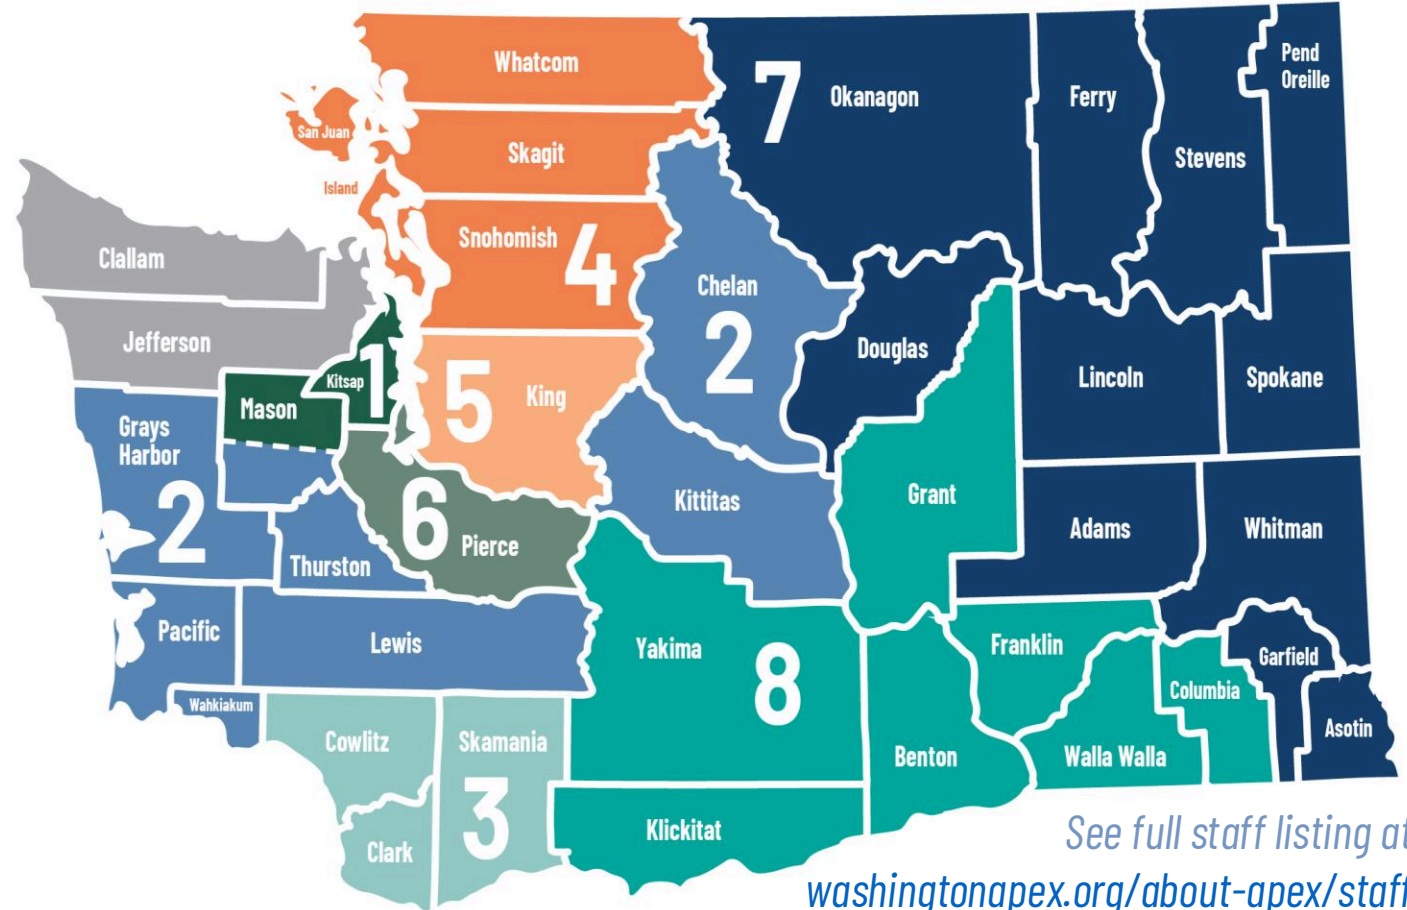 Whatcom
7
Okanagon
Ferry
Pend
Oreille
San Juan
Skagit
Stevens
Island
Snohomish
4
Clallam
Chelan
2
Jefferson
Kitsap
1
Mason
5
King
Douglas
Lincoln
Spokane
Grays
Harbor
2
6
Pierce
Kittitas
Grant
Adams
Whitman
Thurston
Pacific
Lewis
Yakima
8
Franklin
Garfield
Columbia
Wahkiakum
Cowlitz
Skamania
3
Benton
Walla Walla
Asotin
Clark
Klickitat
See full staff listing at
washingtonapex.org/about-apex/staff